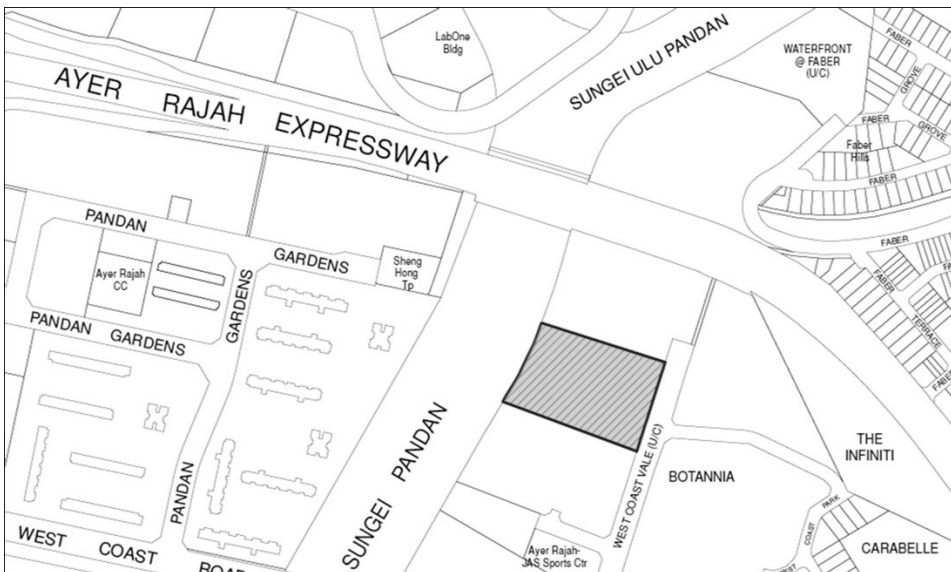 LabOne
Bldg
SUNGEI ULU PANDAN
WATERFRONT
@ FABER
(U/C)
FABER
GROVE
FABER
GROVE
Faber
Hills
FABER
FABER
FABER
TERRACE
AYER RAJAH EXPRESSWAY
PANDAN GARDENS
Sheng
Hong
Tp
Ayer Rajah
CC
GARDENS
PANDAN GARDENS
PANDAN
WEST COAST ROAD
SUNGEI PANDAN
WEST COAST VALE (U/C)
BOTANNIA
THE
INFINITI
PARK
COAST
CARABELLE
Ayer Rajah-
JAS Sports Ctr